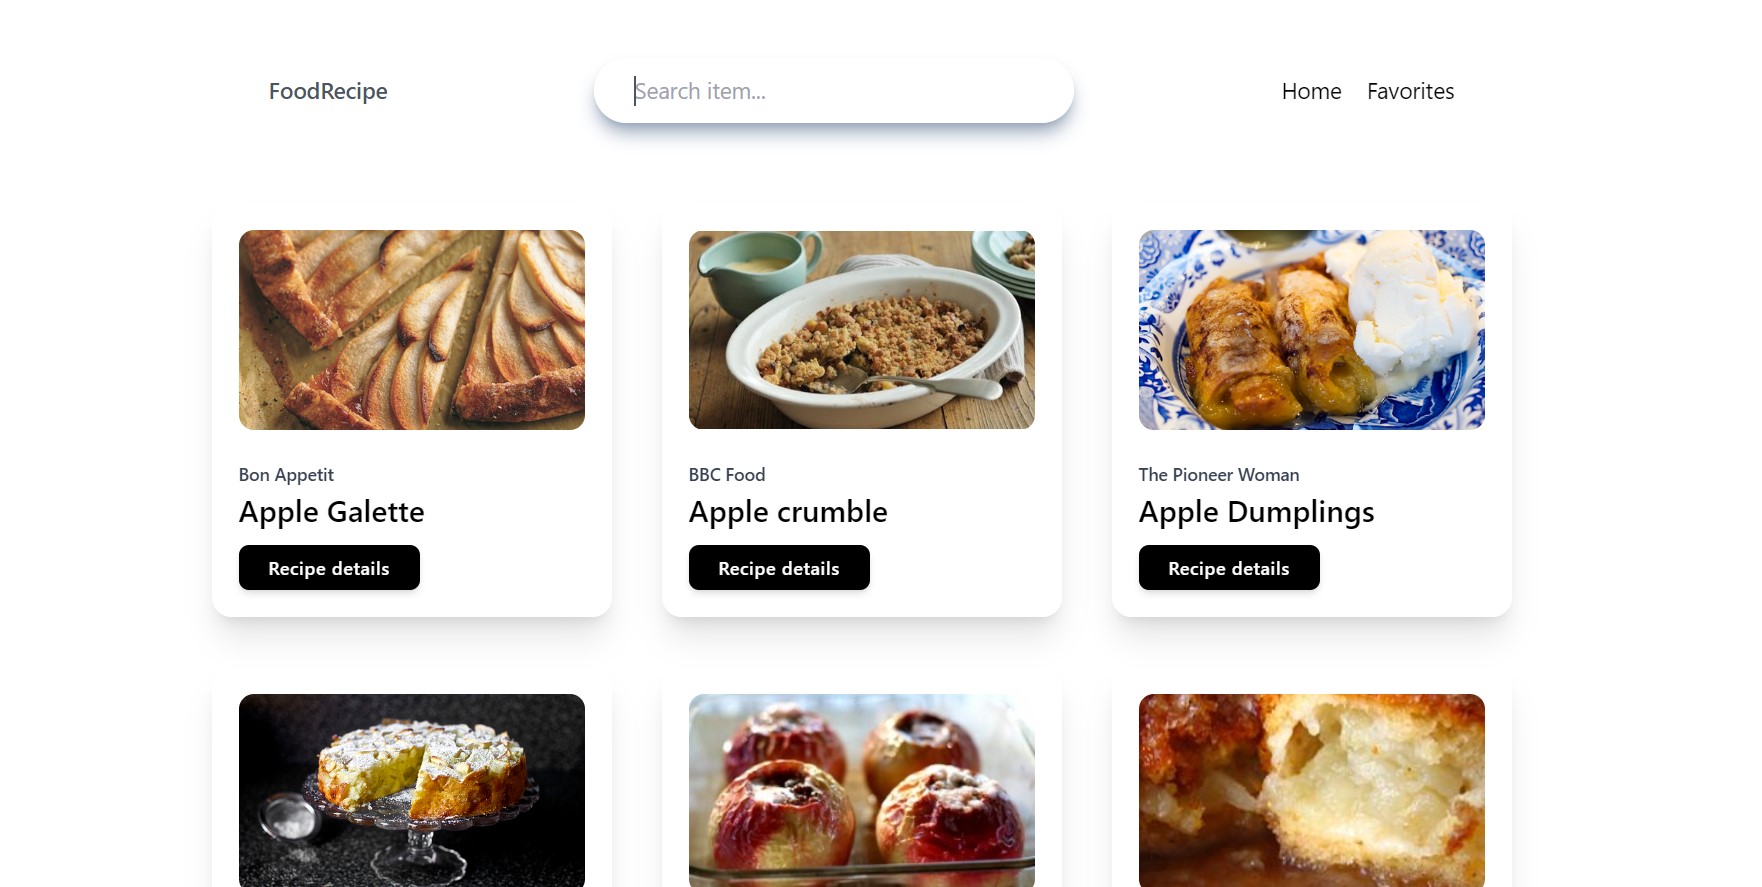 FoodRecipe
Search item...
Home
Favorites
Bon Appetit
Apple Galette
Recipe details
BBC Food
Apple crumble
Recipe details
The Pioneer Woman
Apple Dumplings
Recipe details